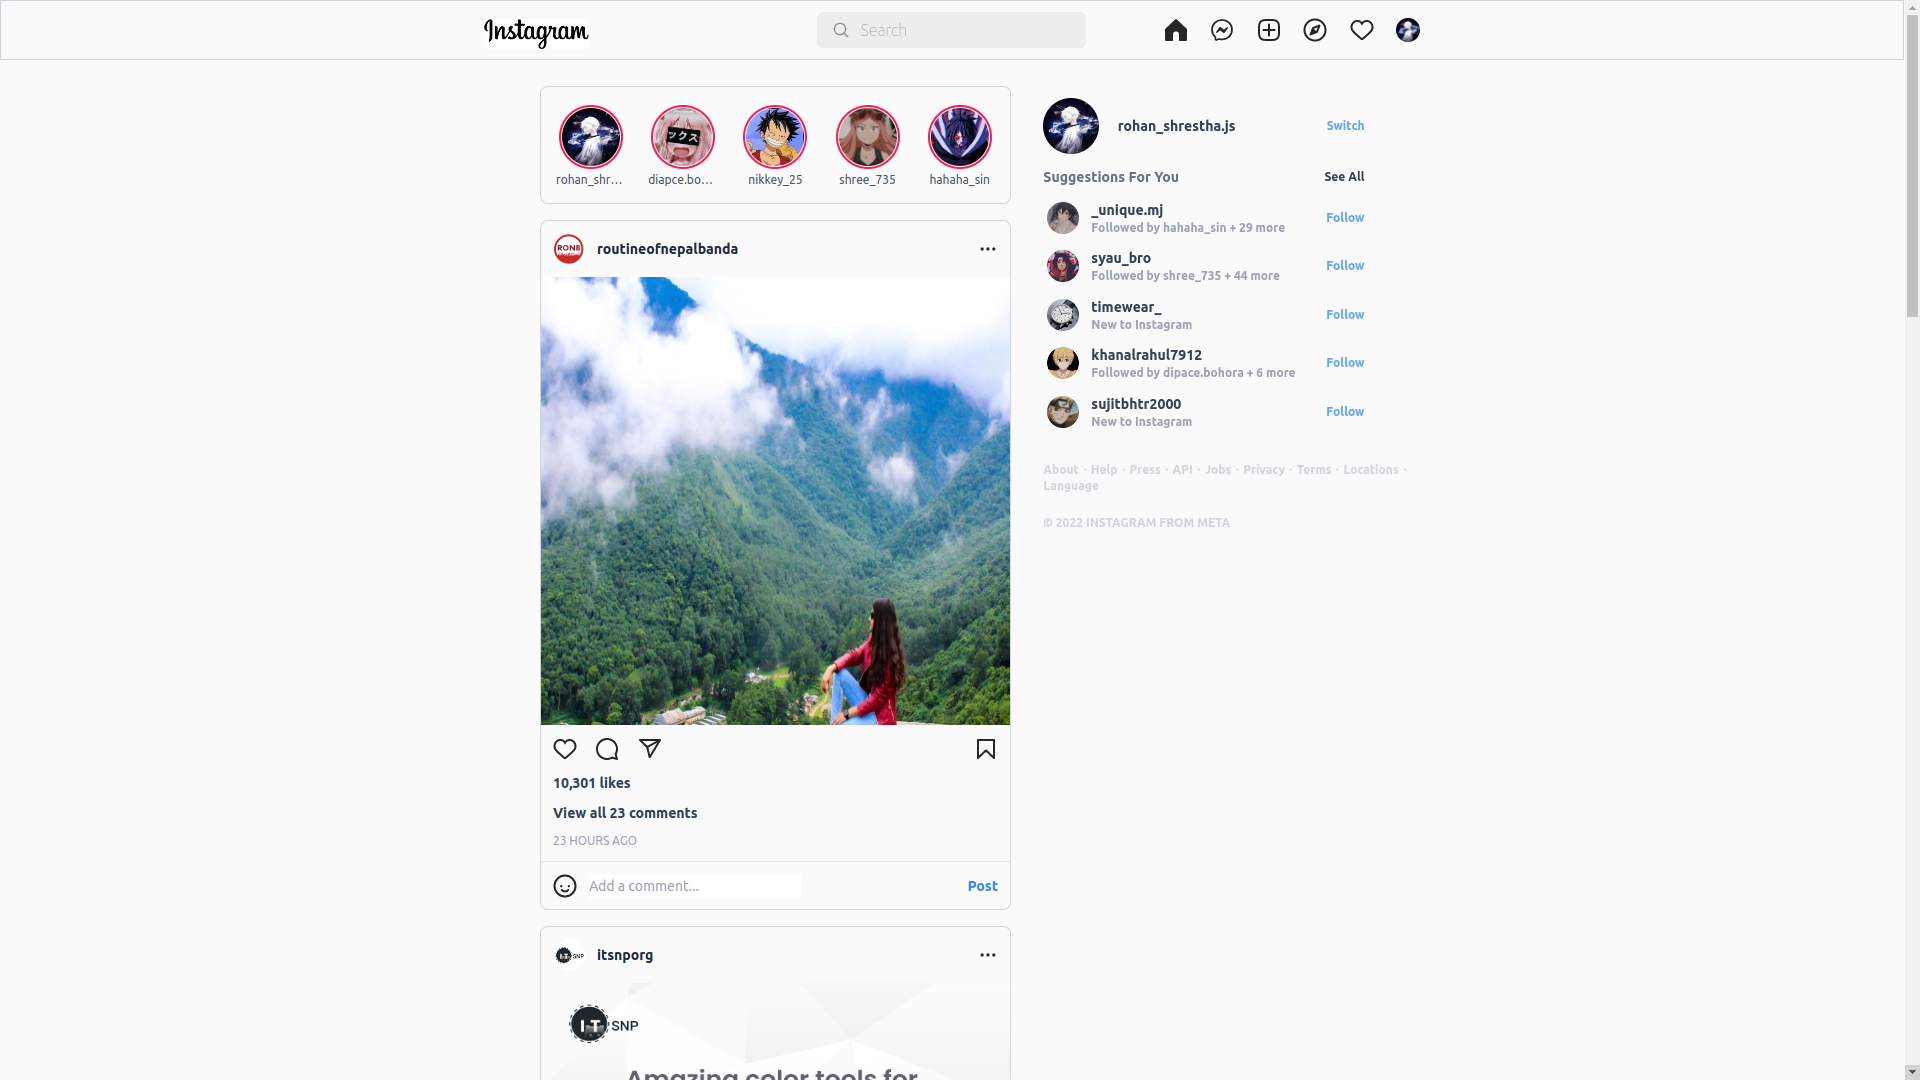 Instagram
Search
rohan_shr...
diapce.bo...
nikkey_25
shree_735
hahaha_sin
ックス
rohan_shrestha.js
Switch
Suggestions For You
See All
_unique.mj
Followed by hahaha_sin + 29 more
Follow
syau_bro
Followed by shree_735 + 44 more
Follow
timewear_
New to Instagram
Follow
khanalrahul7912
Followed by dipace.bohora + 6 more
Follow
sujitbhtr2000
New to Instagram
Follow
About · Help · Press · API · Jobs · Privacy · Terms · Locations ·
Language
© 2022 INSTAGRAM FROM META
RONB
routineofnepalbanda
10,301 likes
View all 23 comments
23 HOURS AGO
Add a comment...
Post
I.T SNP
itsnporg
I.T SNP
Amazing color tools for